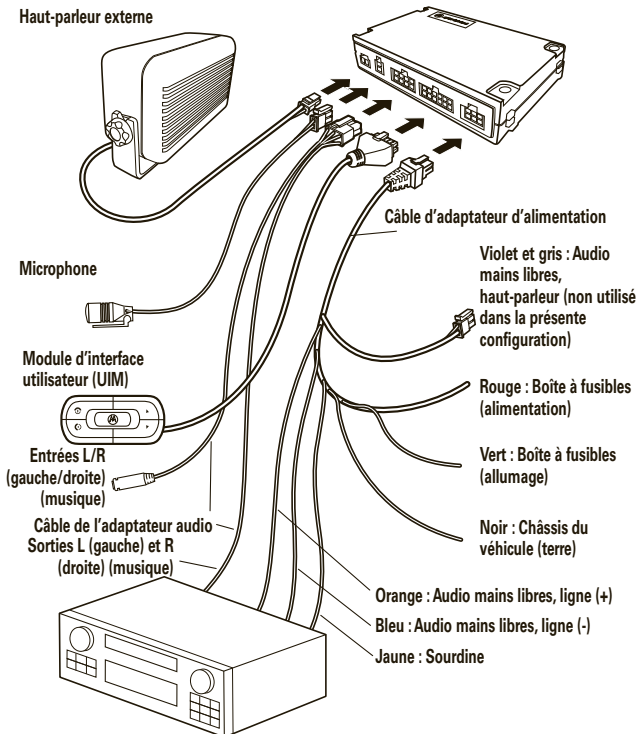 Haut-parleur externe
Câble d'adaptateur d'alimentation
Violet et gris : Audio
mains libres,
haut-parleur (non utilisé
dans la présente
configuration)
Microphone
Module d'interface
utilisateur (UIM)
Rouge : Boîte à fusibles
(alimentation)
Entrées L/R
(gauche/droite)
(musique)
Vert : Boîte à fusibles
(allumage)
Câble de l'adaptateur audio
Sorties L (gauche) et R
(droite) (musique)
Noir : Châssis du
véhicule (terre)
Orange : Audio mains libres, ligne (+)
Bleu : Audio mains libres, ligne (-)
Jaune : Sourdine